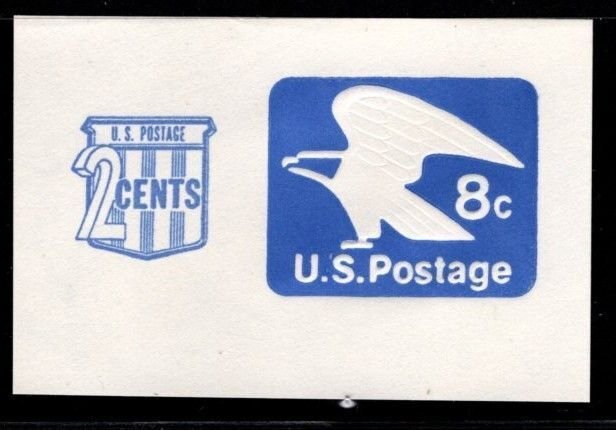 U. S. POSTAGE
2 CENTS
8c
U.S. Postage